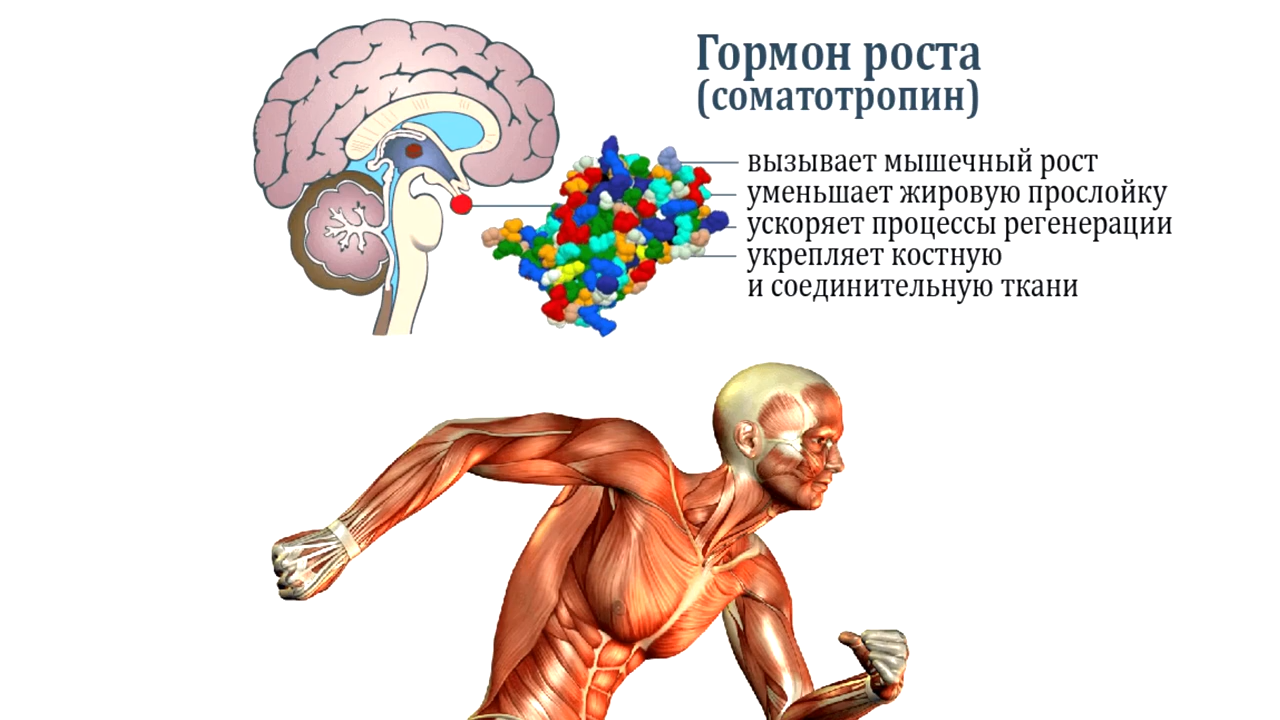 Гормон роста
(соматотропин)
вызывает мышечный рост
уменьшает жировую прослойку
ускоряет процессы регенерации
укрепляет костную
и соединительную ткани